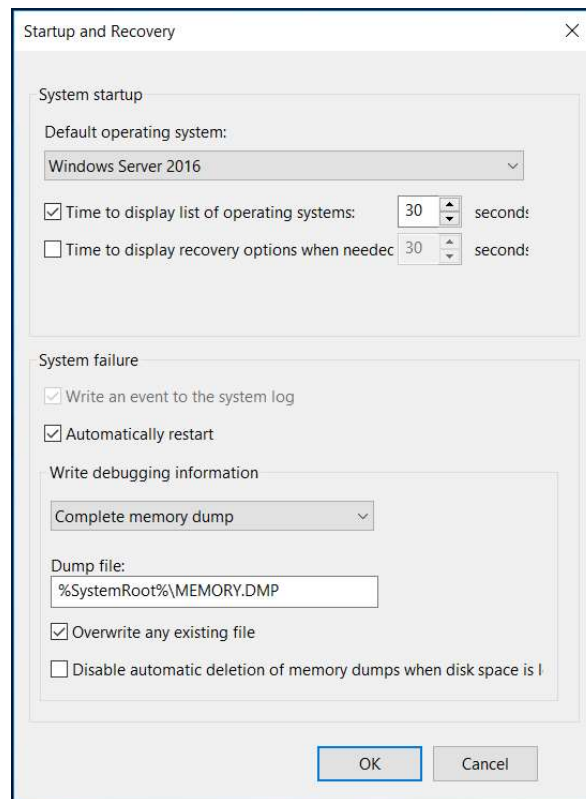 Startup and Recovery
System startup
Default operating system:
Windows Server 2016
Time to display list of operating systems: 30 seconds
Time to display recovery options when needed 30 seconds
System failure
Write an event to the system log
Automatically restart
Write debugging information
Complete memory dump
Dump file:
%SystemRoot%\MEMORY.DMP
Overwrite any existing file
Disable automatic deletion of memory dumps when disk space is l
OK Cancel